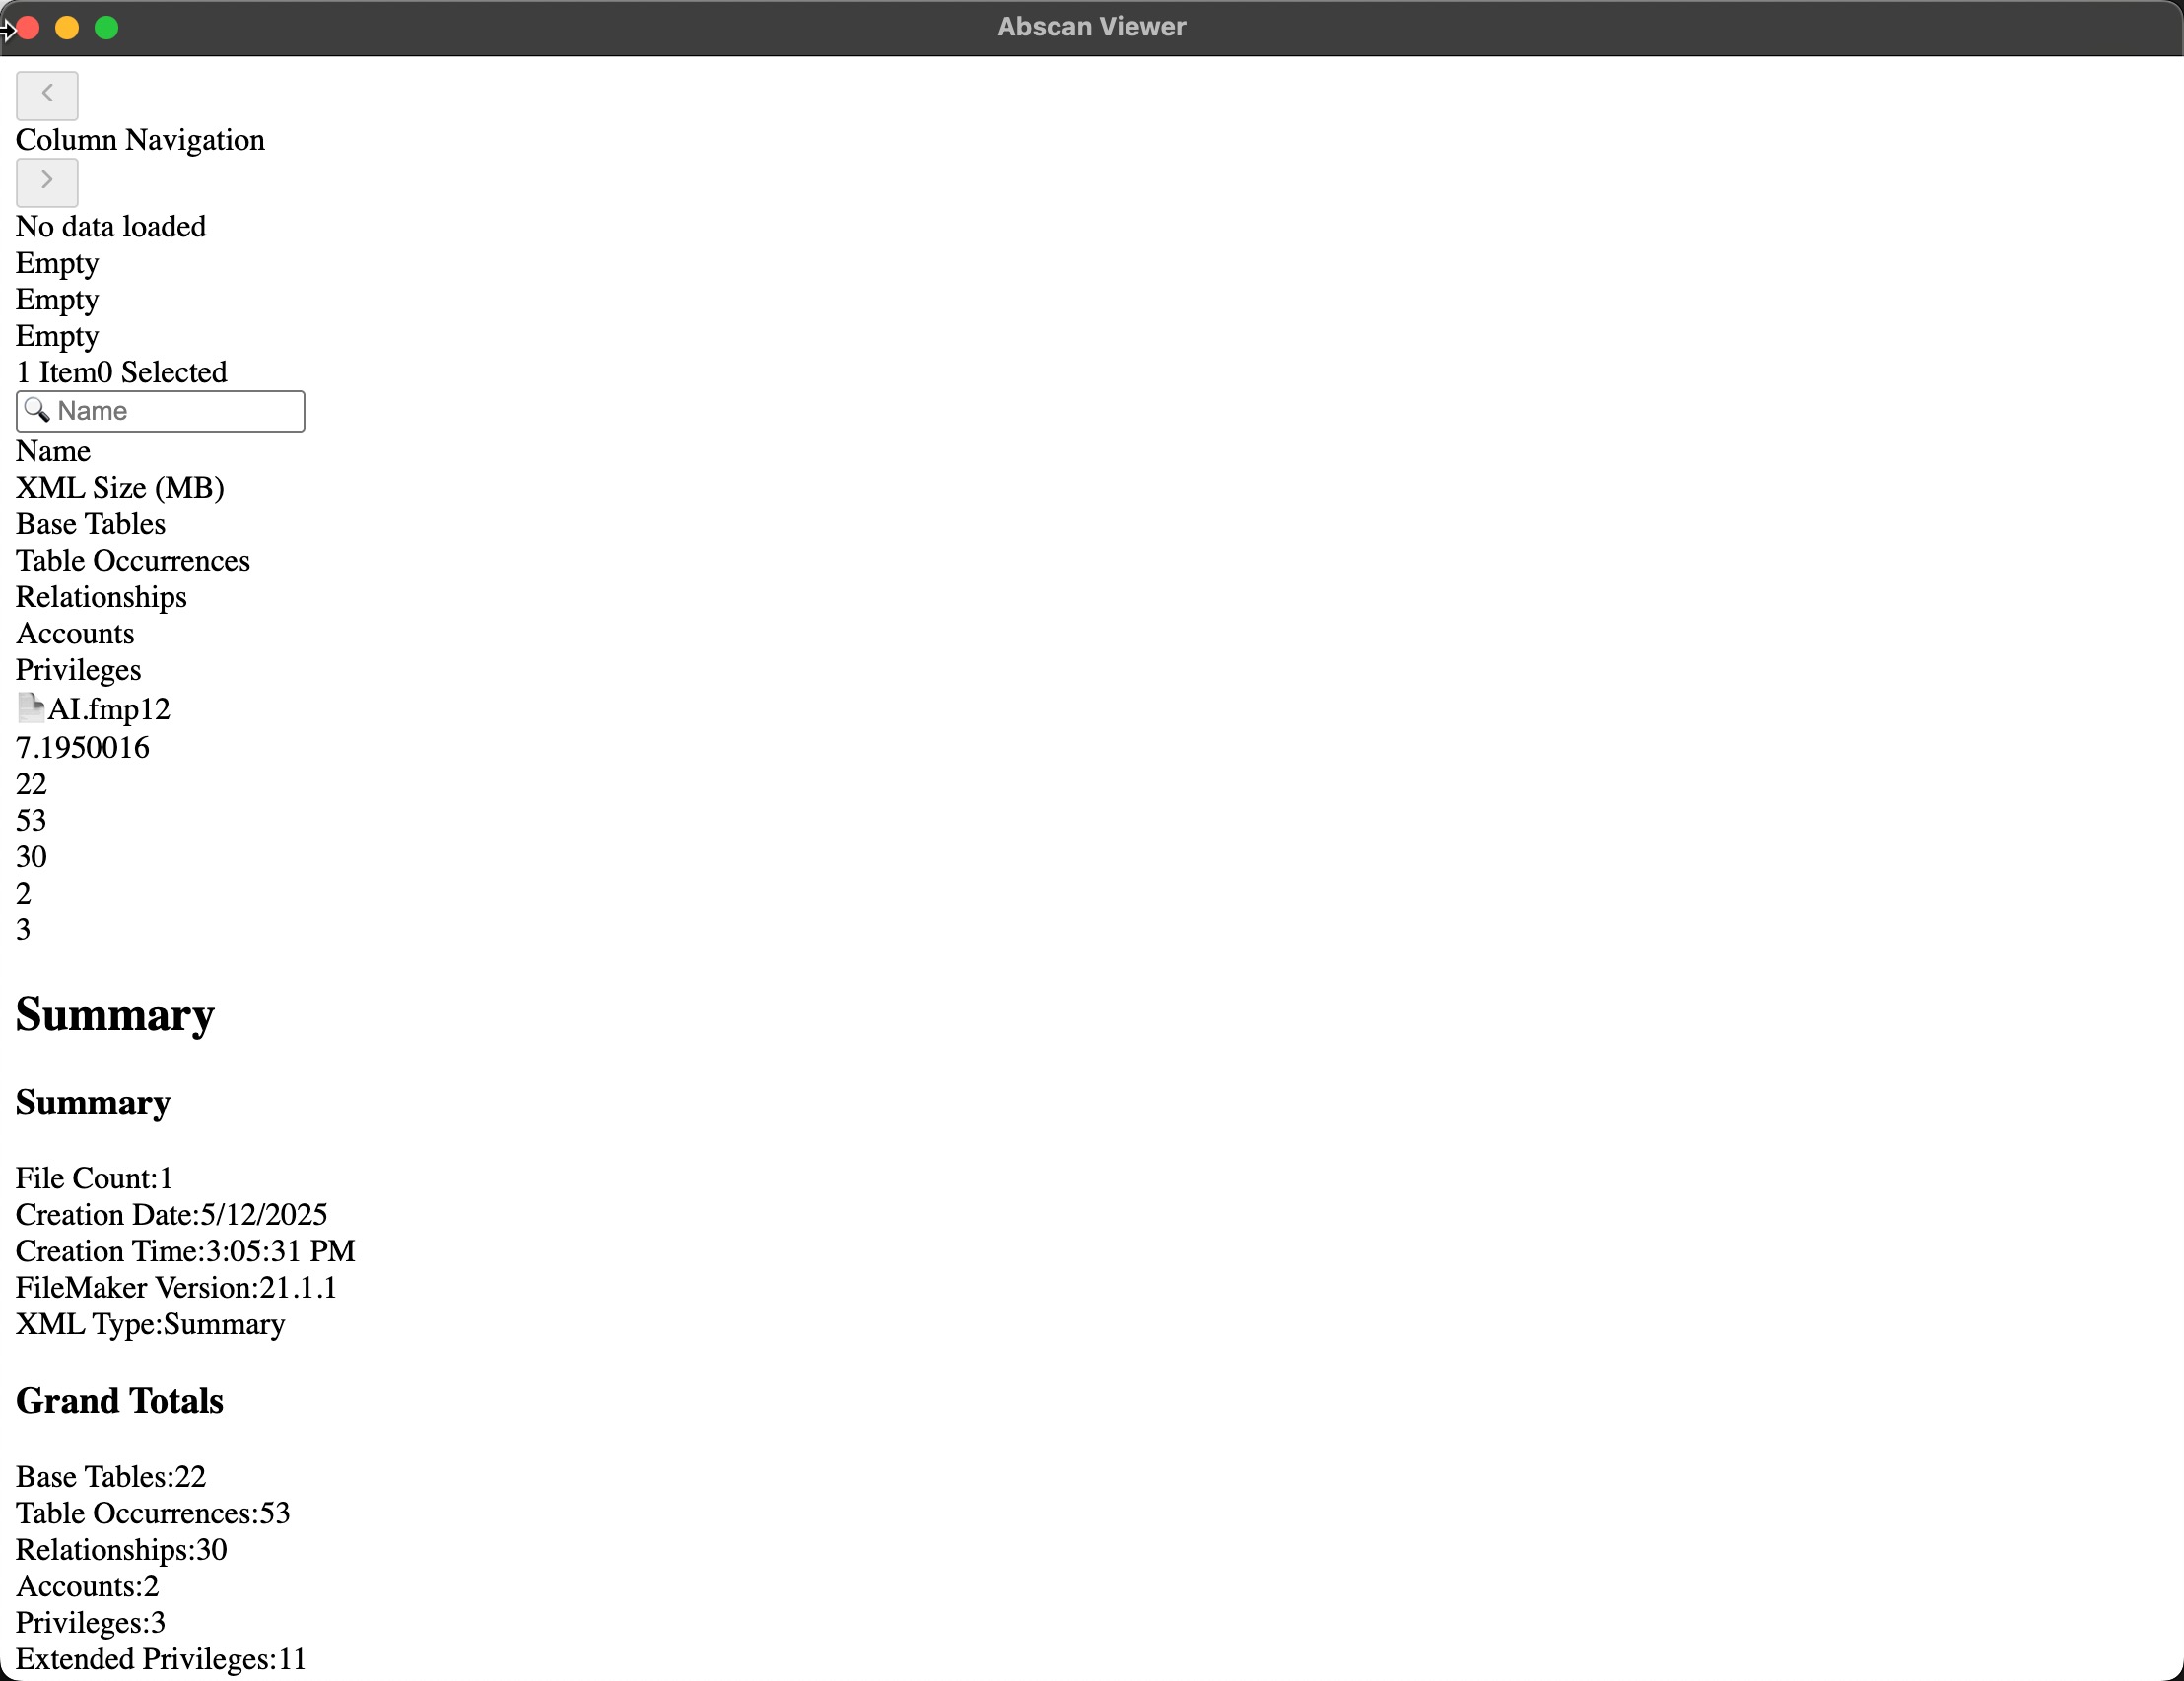 Abscan Viewer
<
Column Navigation
>
No data loaded
Empty
Empty
Empty
1 Item0 Selected
🔍 Name
Name
XML Size (MB)
Base Tables
Table Occurrences
Relationships
Accounts
Privileges
AI.fmp12
7.1950016
22
53
30
2
3
Summary
Summary
File Count:1
Creation Date:5/12/2025
Creation Time:3:05:31 PM
FileMaker Version:21.1.1
XML Type:Summary
Grand Totals
Base Tables:22
Table Occurrences:53
Relationships:30
Accounts:2
Privileges:3
Extended Privileges:11